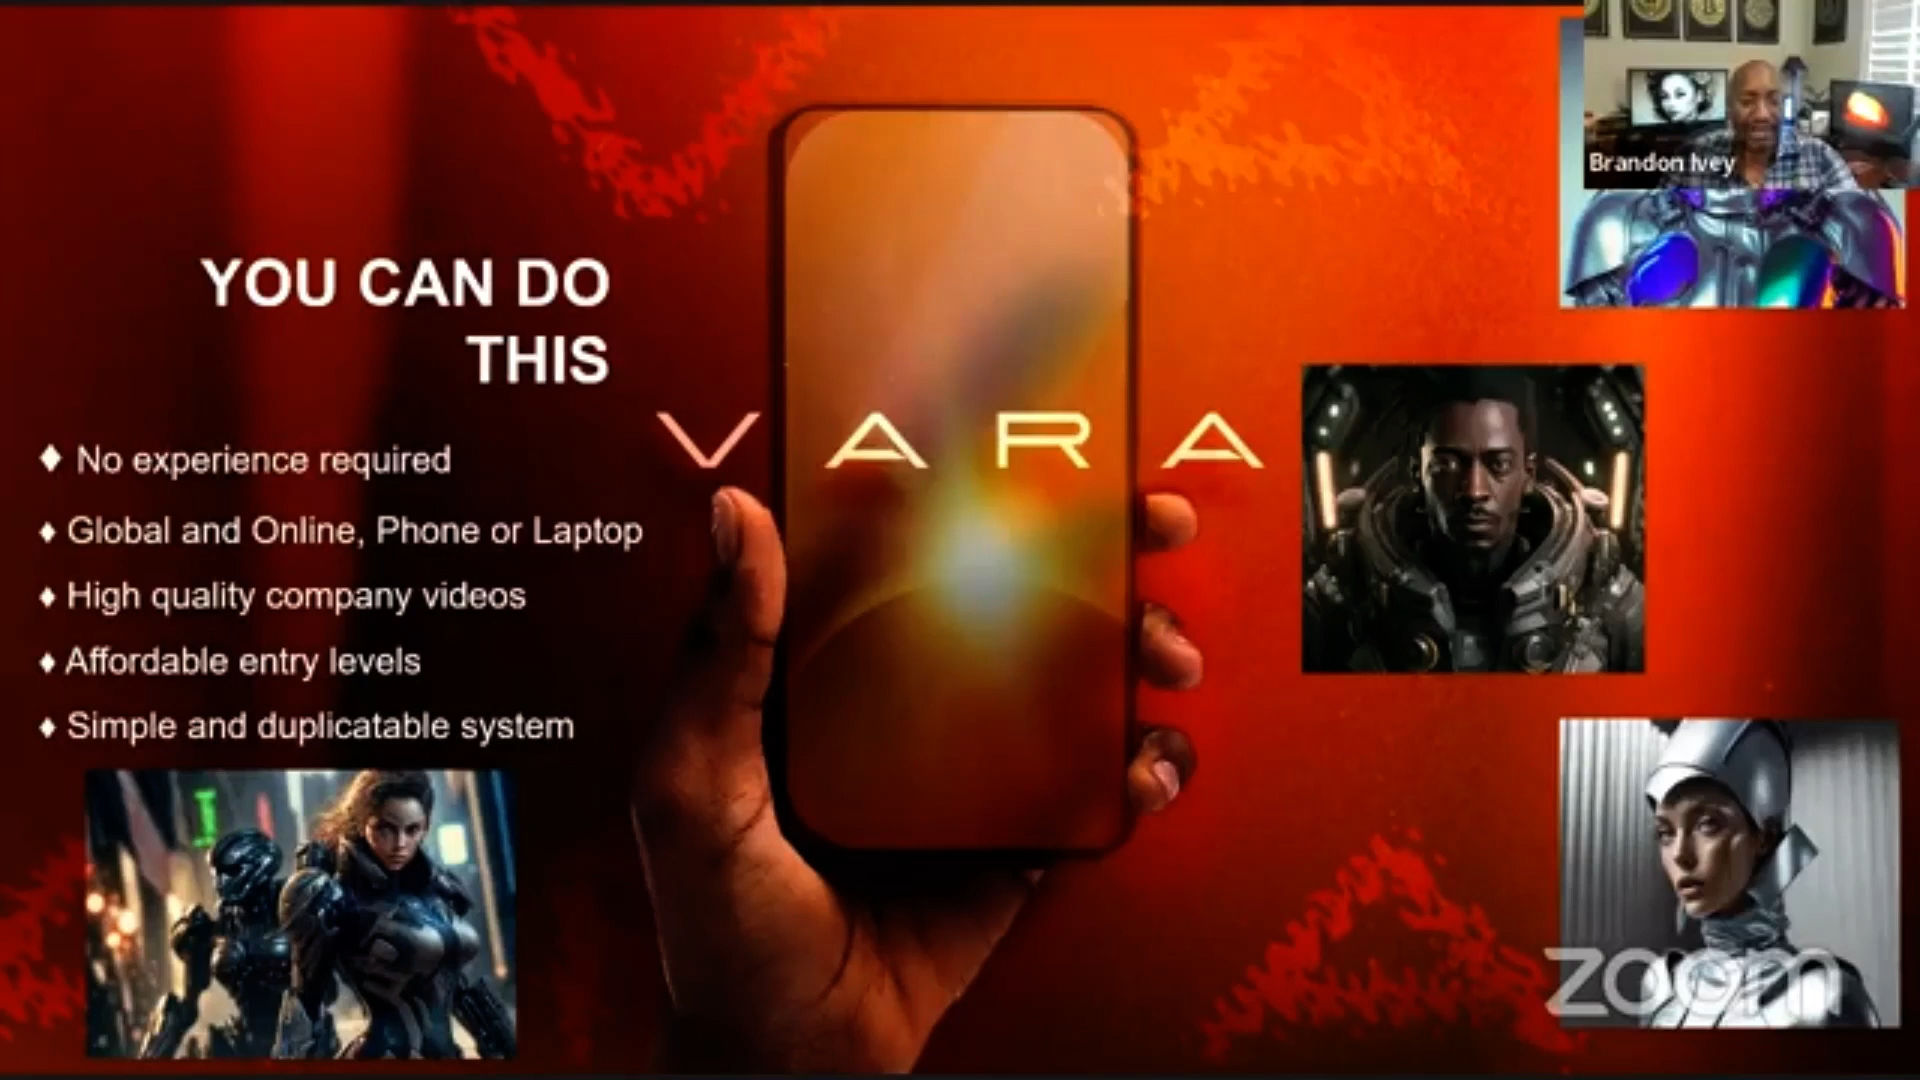 Brandon Ivey
YOU CAN DO
THIS
VARA
♦ No experience required
♦ Global and Online, Phone or Laptop
♦ High quality company videos
♦ Affordable entry levels
♦ Simple and duplicatable system
zoom